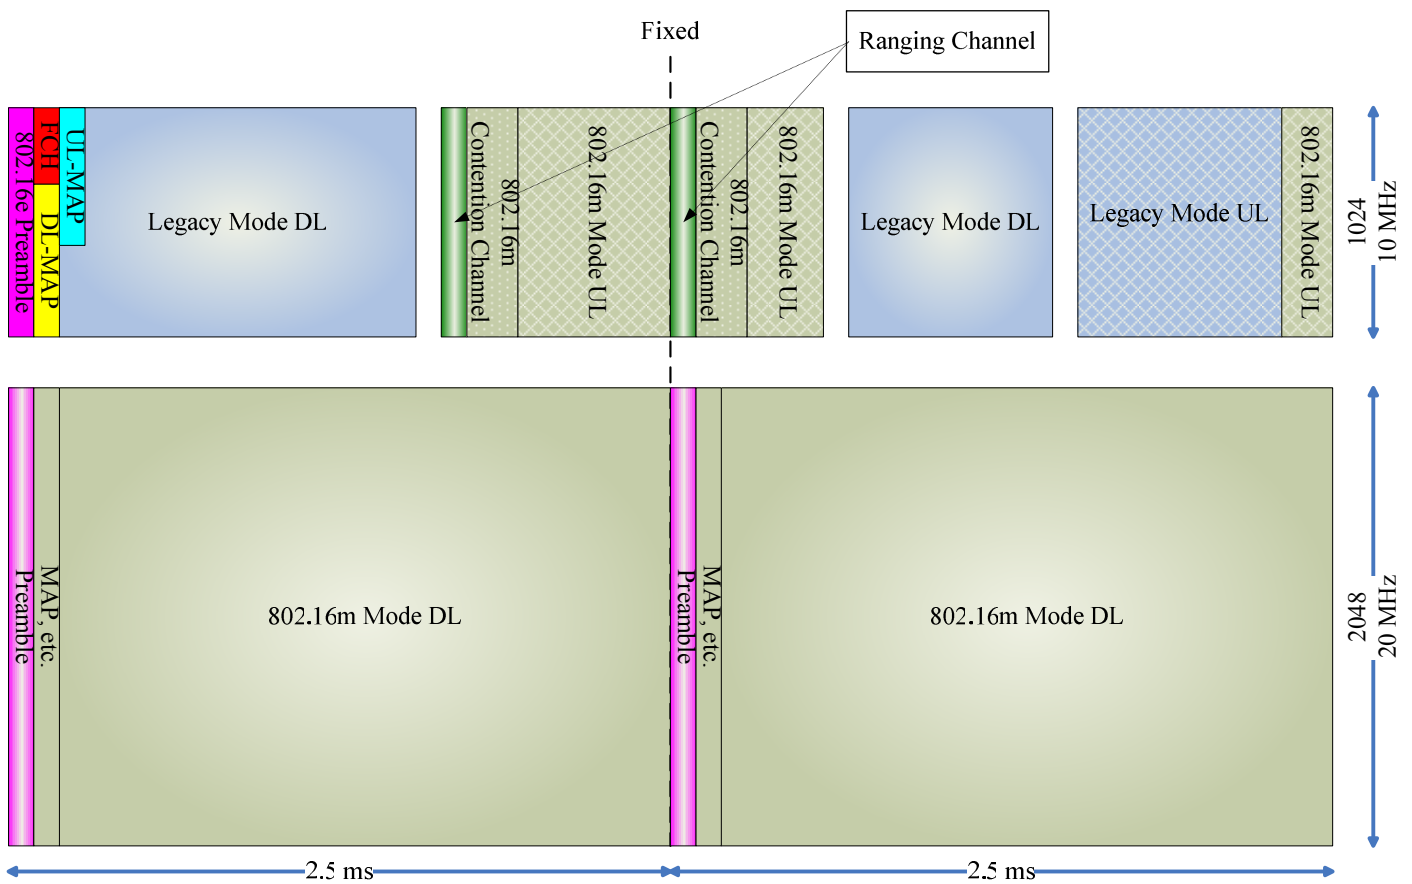 Fixed
Ranging Channel
802.16e Preamble
FCH
DL-MAP
UL-MAP
Legacy Mode DL
802.16m
Contention Channel
802.16m Mode UL
802.16m
Contention Channel
802.16m Mode UL
Legacy Mode DL
Legacy Mode UL
802.16m Mode UL
1024
10 MHz
Preamble
MAP, etc.
802.16m Mode DL
Preamble
MAP, etc.
802.16m Mode DL
2048
20 MHz
2.5 ms
2.5 ms